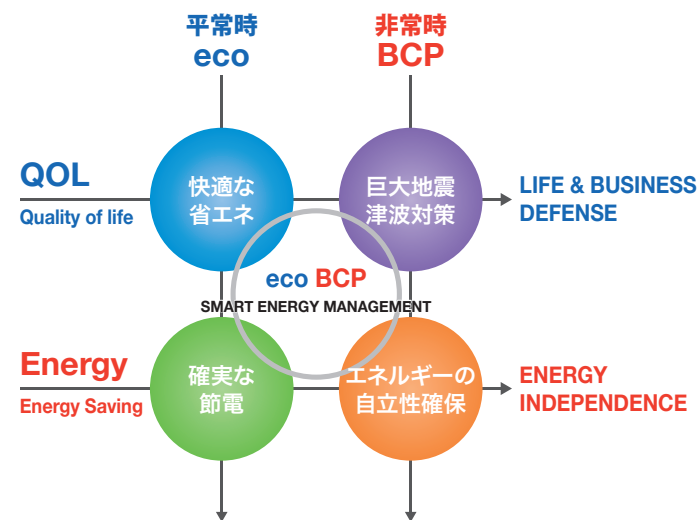 平常時
eco
非常時
BCP
QOL
Quality of life
快適な
省エネ
巨大地震
津波対策
LIFE & BUSINESS
DEFENSE
eco BCP
SMART ENERGY MANAGEMENT
Energy
Energy Saving
確実な
節電
エネルギーの
自立性確保
ENERGY
INDEPENDENCE